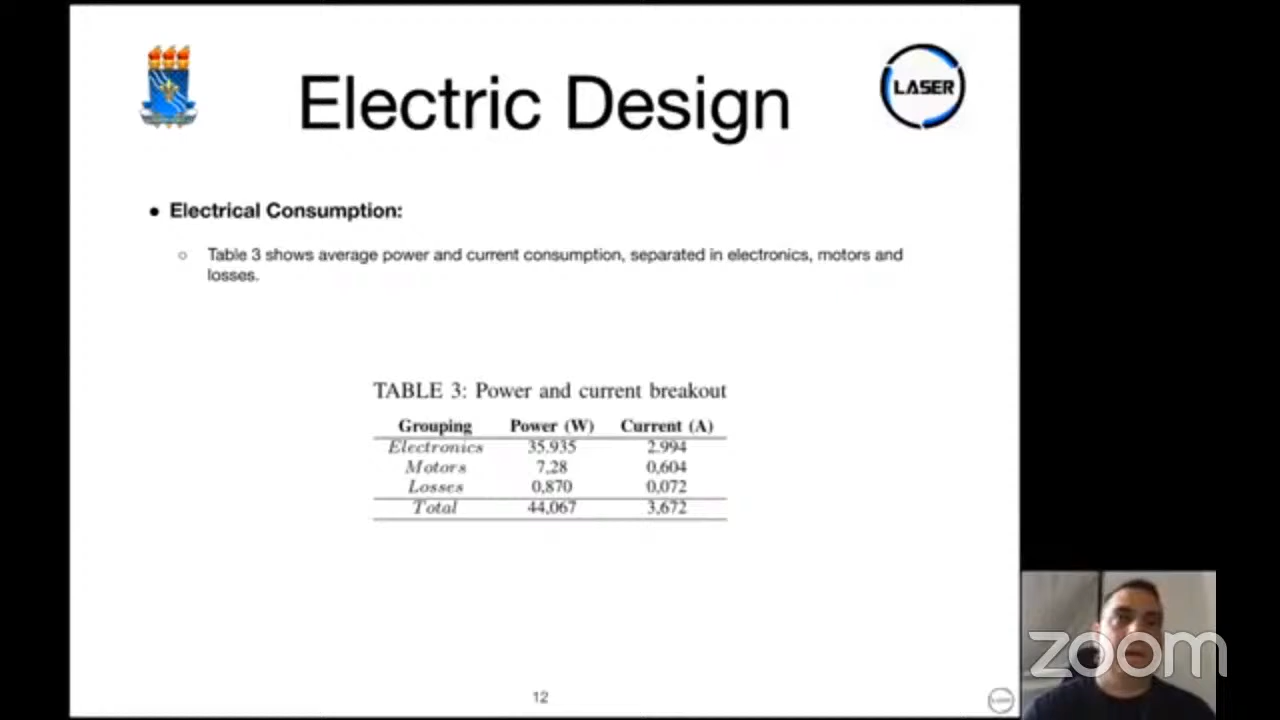 LASER
Electric Design
• Electrical Consumption:
○ Table 3 shows average power and current consumption, separated in electronics, motors and
losses.
TABLE 3: Power and current breakout
Grouping Power (W) Current (A)
Electronics 35,935 2,994
Motors 7,28 0,604
Losses 0,870 0,072
Total 44,067 3,672
12
zoom